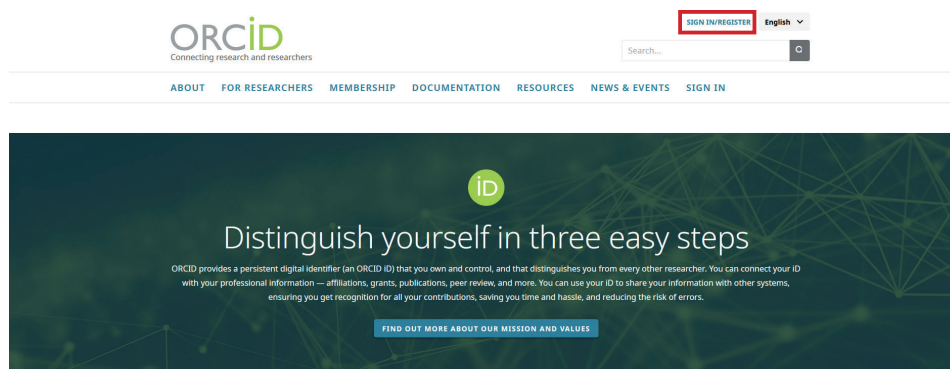 SIGN IN/REGISTER English
ORCiD
Connecting research and researchers
Search...
ABOUT FOR RESEARCHERS MEMBERSHIP DOCUMENTATION RESOURCES NEWS & EVENTS SIGN IN
iD
Distinguish yourself in three easy steps
ORCID provides a persistent digital identifier (an ORCID iD) that you own and control, and that distinguishes you from every other researcher. You can connect your iD
with your professional information — affiliations, grants, publications, peer review, and more. You can use your iD to share your information with other systems,
ensuring you get recognition for all your contributions, saving you time and hassle, and reducing the risk of errors.
FIND OUT MORE ABOUT OUR MISSION AND VALUES